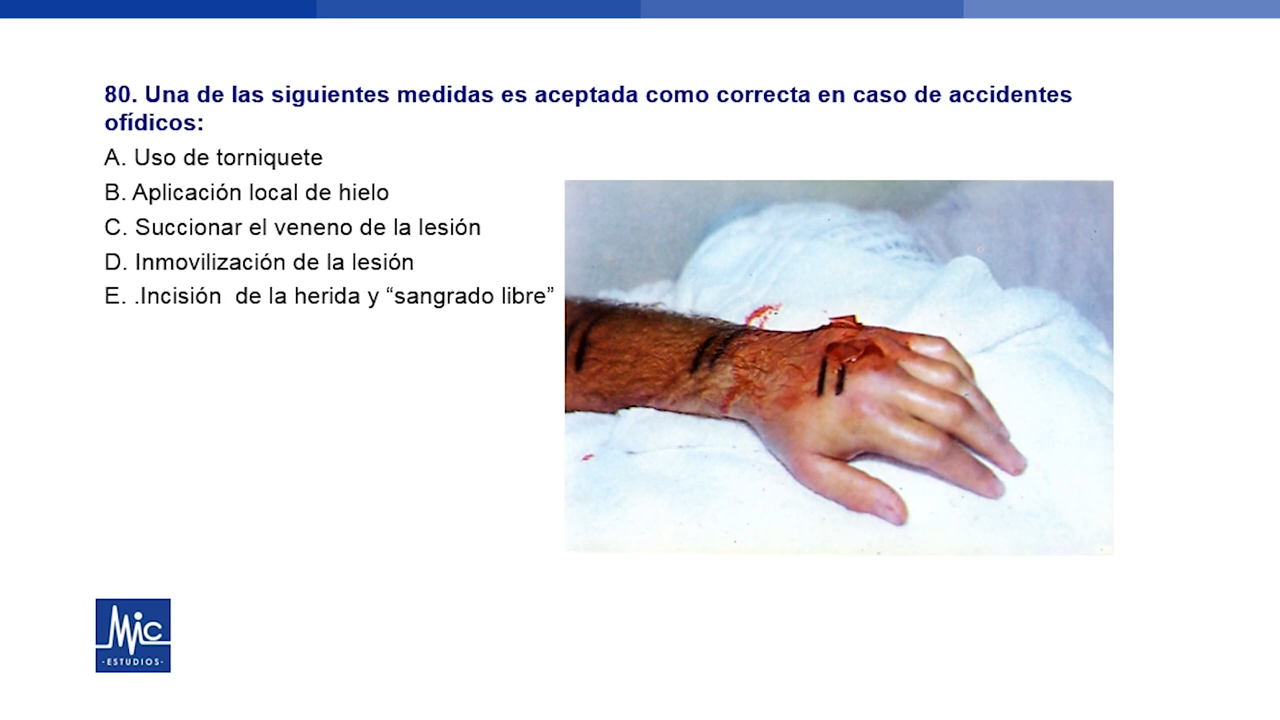 80. Una de las siguientes medidas es aceptada como correcta en caso de accidentes
ofídicos:
A. Uso de torniquete
B. Aplicación local de hielo
C. Succionar el veneno de la lesión
D. Inmovilización de la lesión
E. .Incisión  de la herida y “sangrado libre”
Mic
·ESTUDIOS·